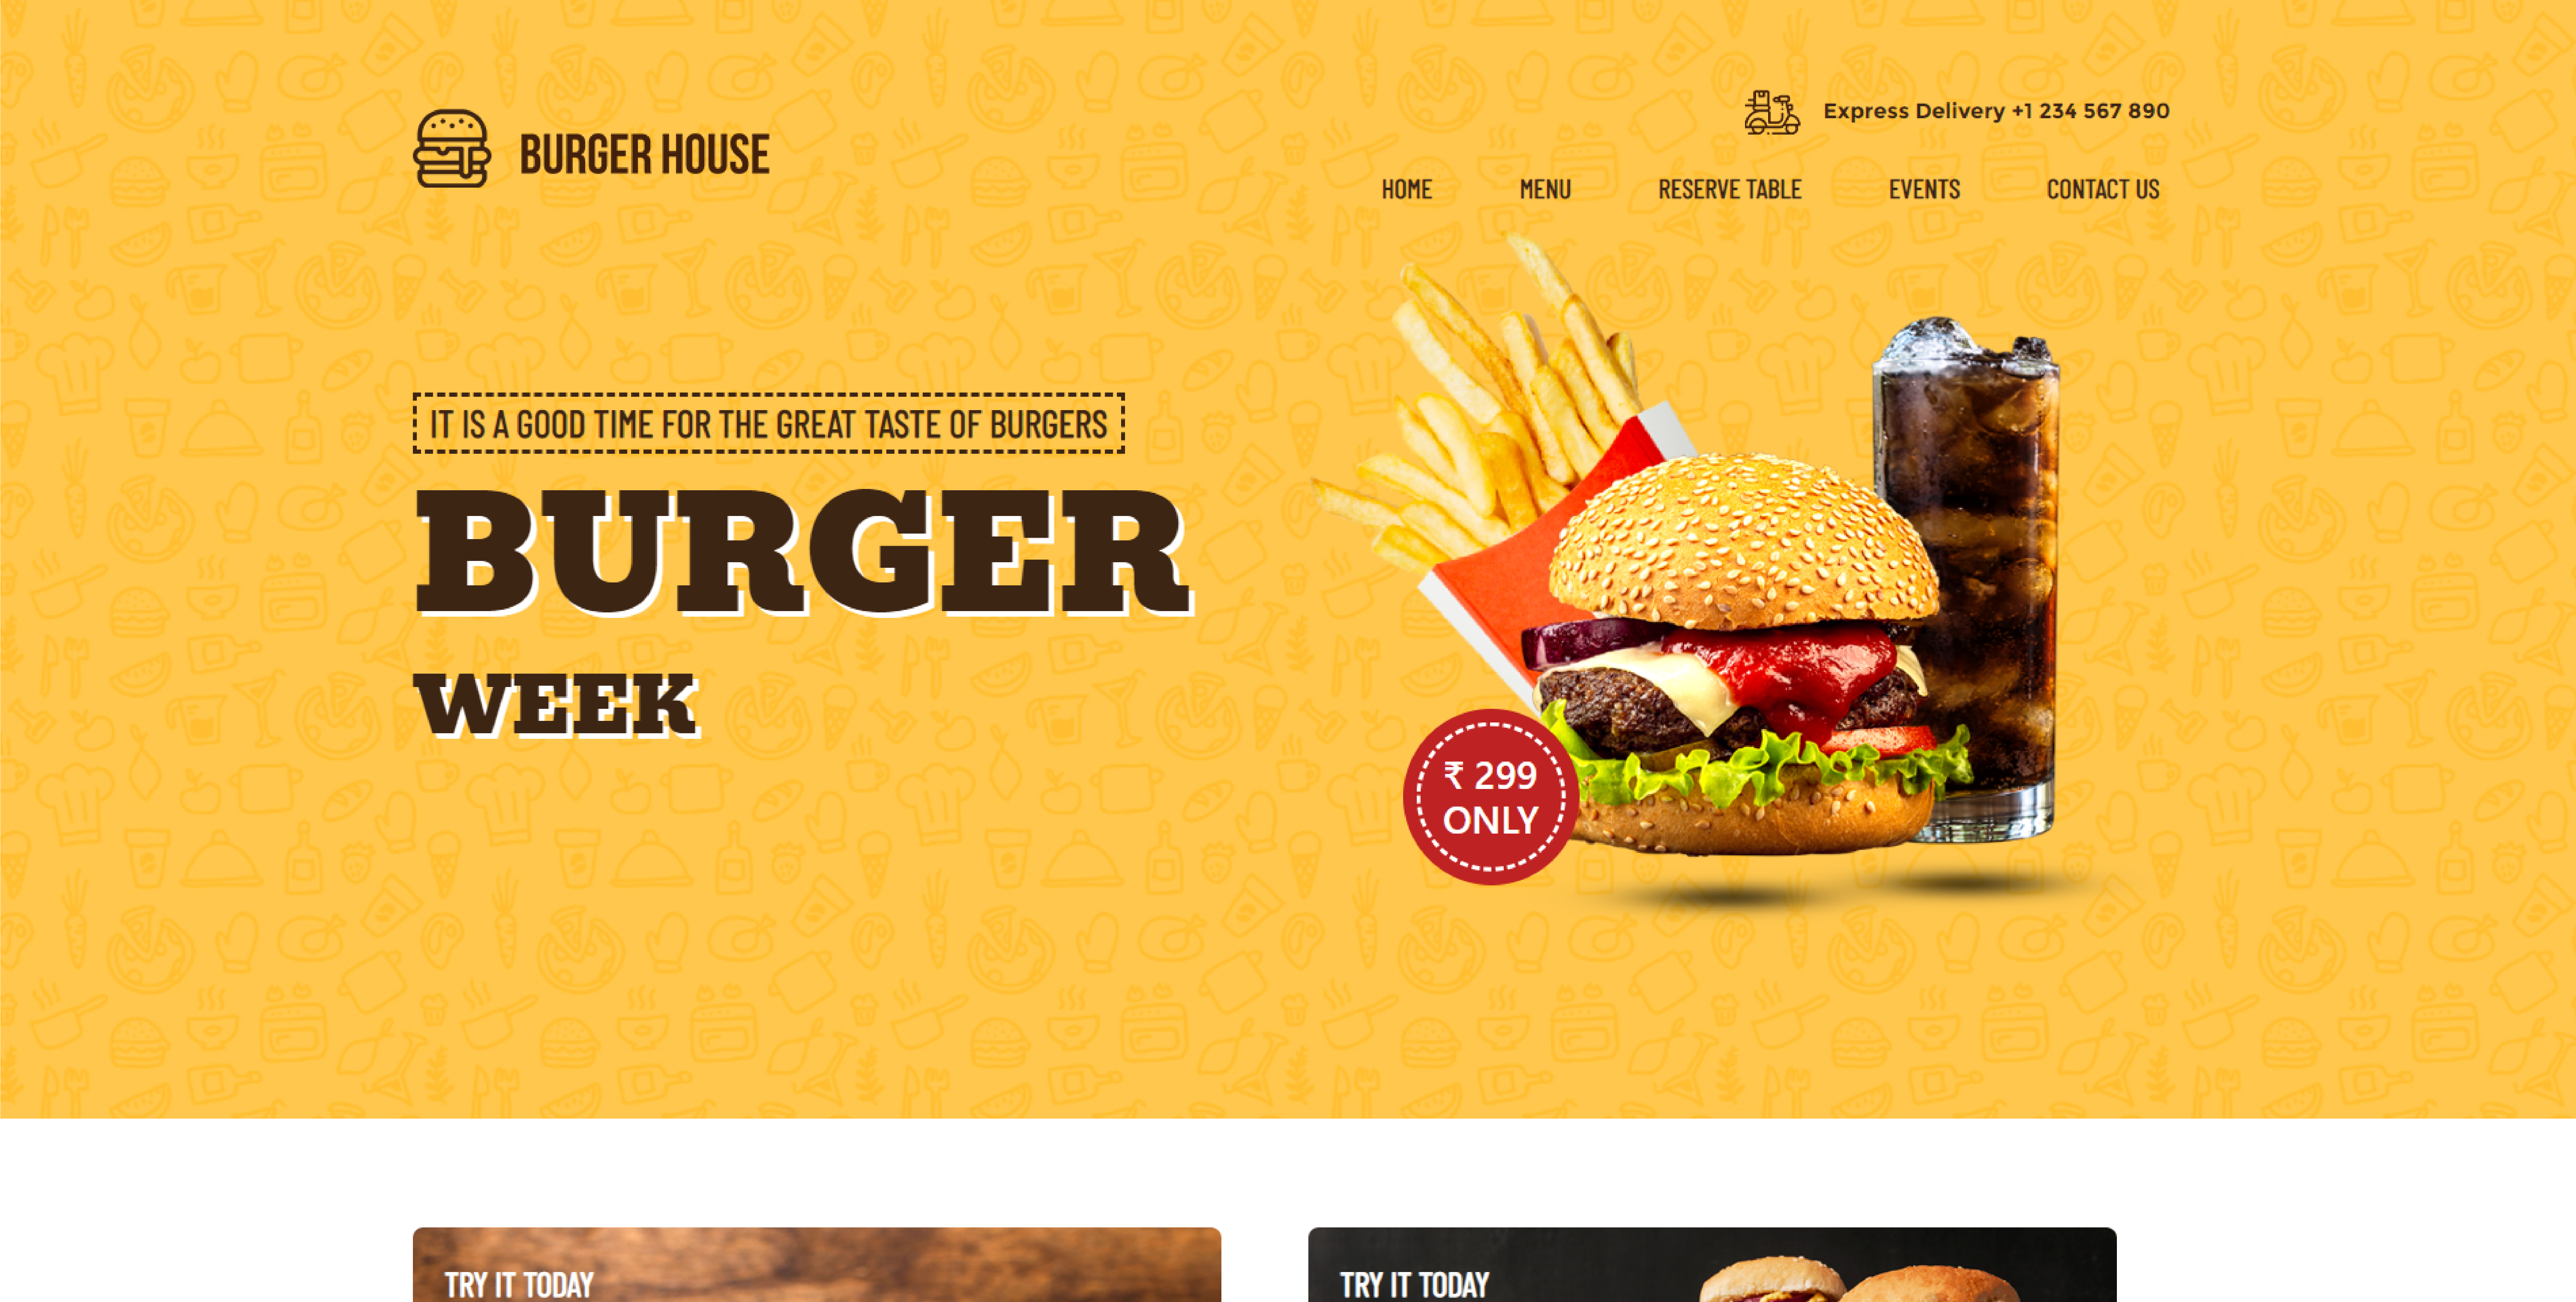 Express Delivery +1 234 567 890
BURGER HOUSE
HOME MENU RESERVE TABLE EVENTS CONTACT US
IT IS A GOOD TIME FOR THE GREAT TASTE OF BURGERS
BURGER
WEEK
₹ 299
ONLY
TRY IT TODAY
TRY IT TODAY